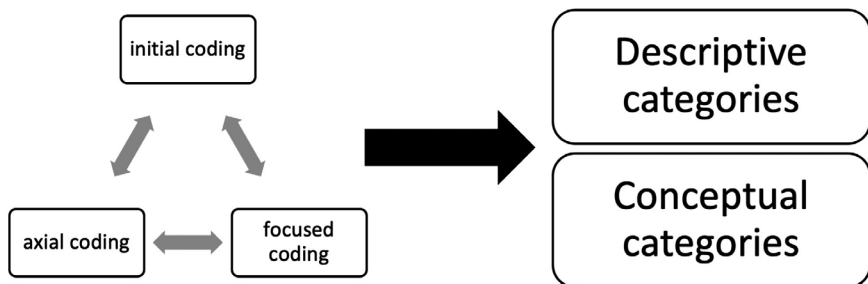 initial coding
axial coding
focused
coding
Descriptive
categories
Conceptual
categories